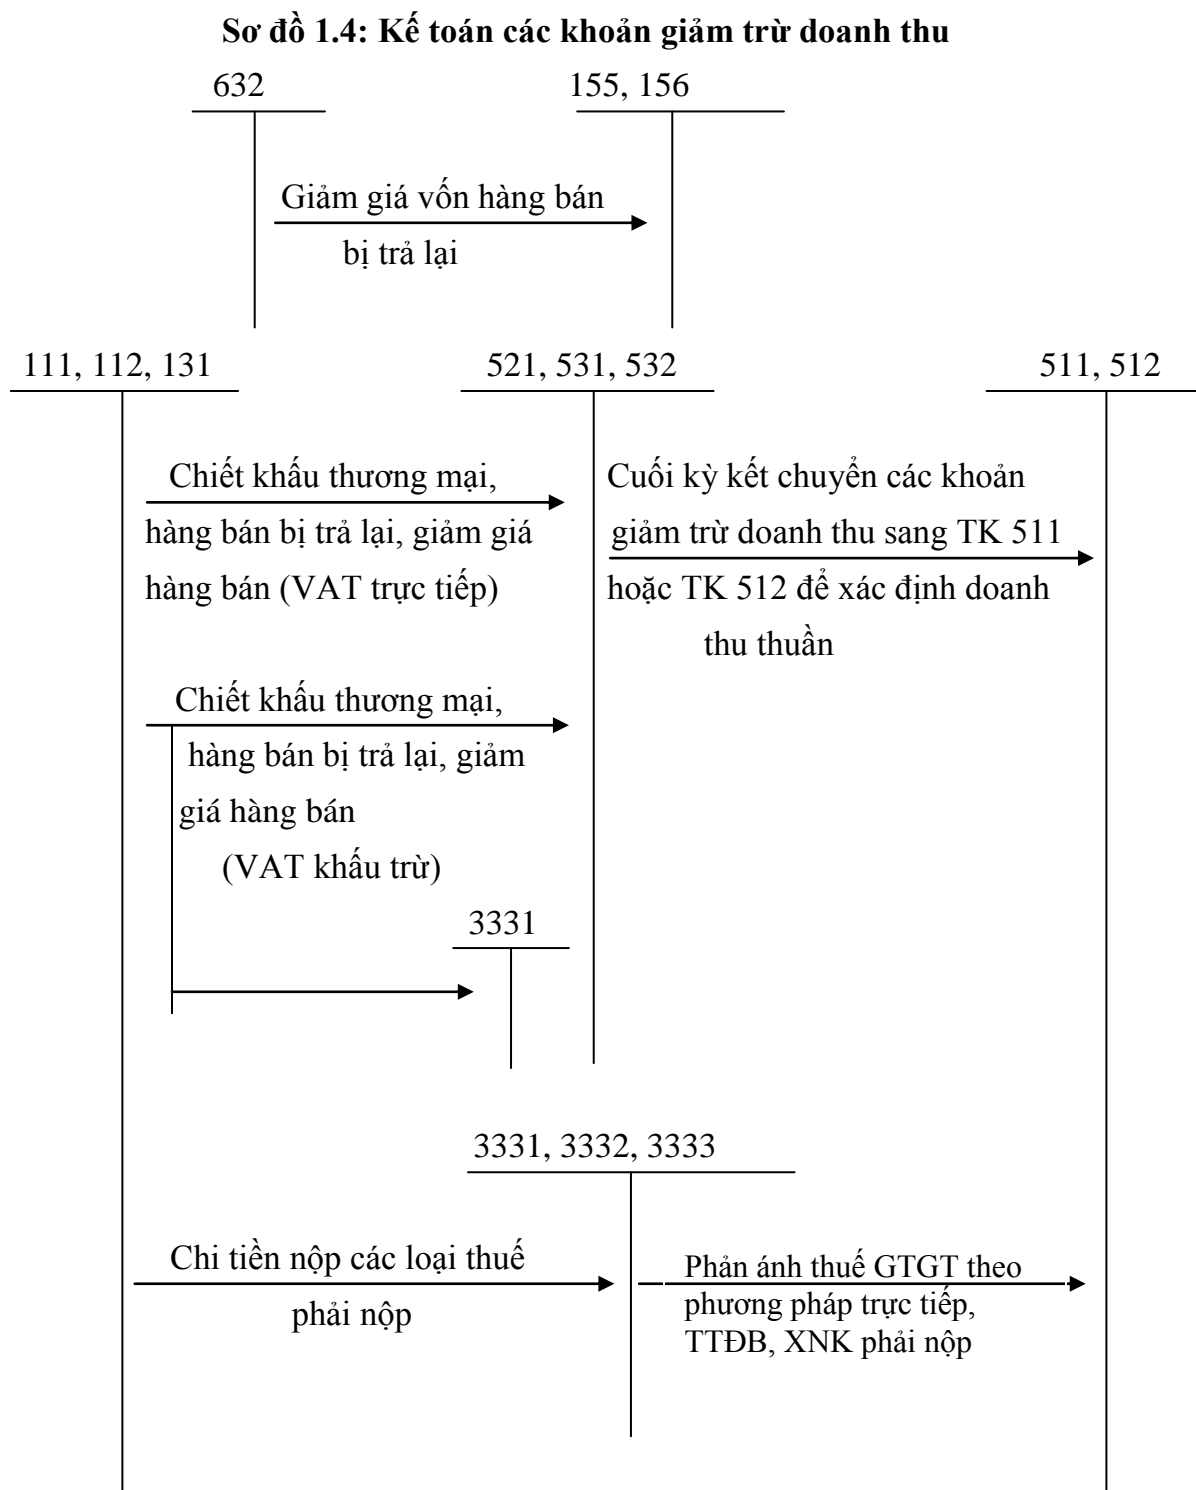 Sơ đồ 1.4: Kế toán các khoản giảm trừ doanh thu
632
155, 156
Giảm giá vốn hàng bán
bị trả lại
111, 112, 131
521, 531, 532
511, 512
Chiết khấu thương mại,
hàng bán bị trả lại, giảm giá
hàng bán (VAT trực tiếp)
Cuối kỳ kết chuyển các khoản
giảm trừ doanh thu sang TK 511
hoặc TK 512 để xác định doanh
thu thuần
Chiết khấu thương mại,
hàng bán bị trả lại, giảm
giá hàng bán
(VAT khấu trừ)
3331
3331, 3332, 3333
Chi tiền nộp các loại thuế
phải nộp
Phản ánh thuế GTGT theo
phương pháp trực tiếp,
TTĐB, XNK phải nộp